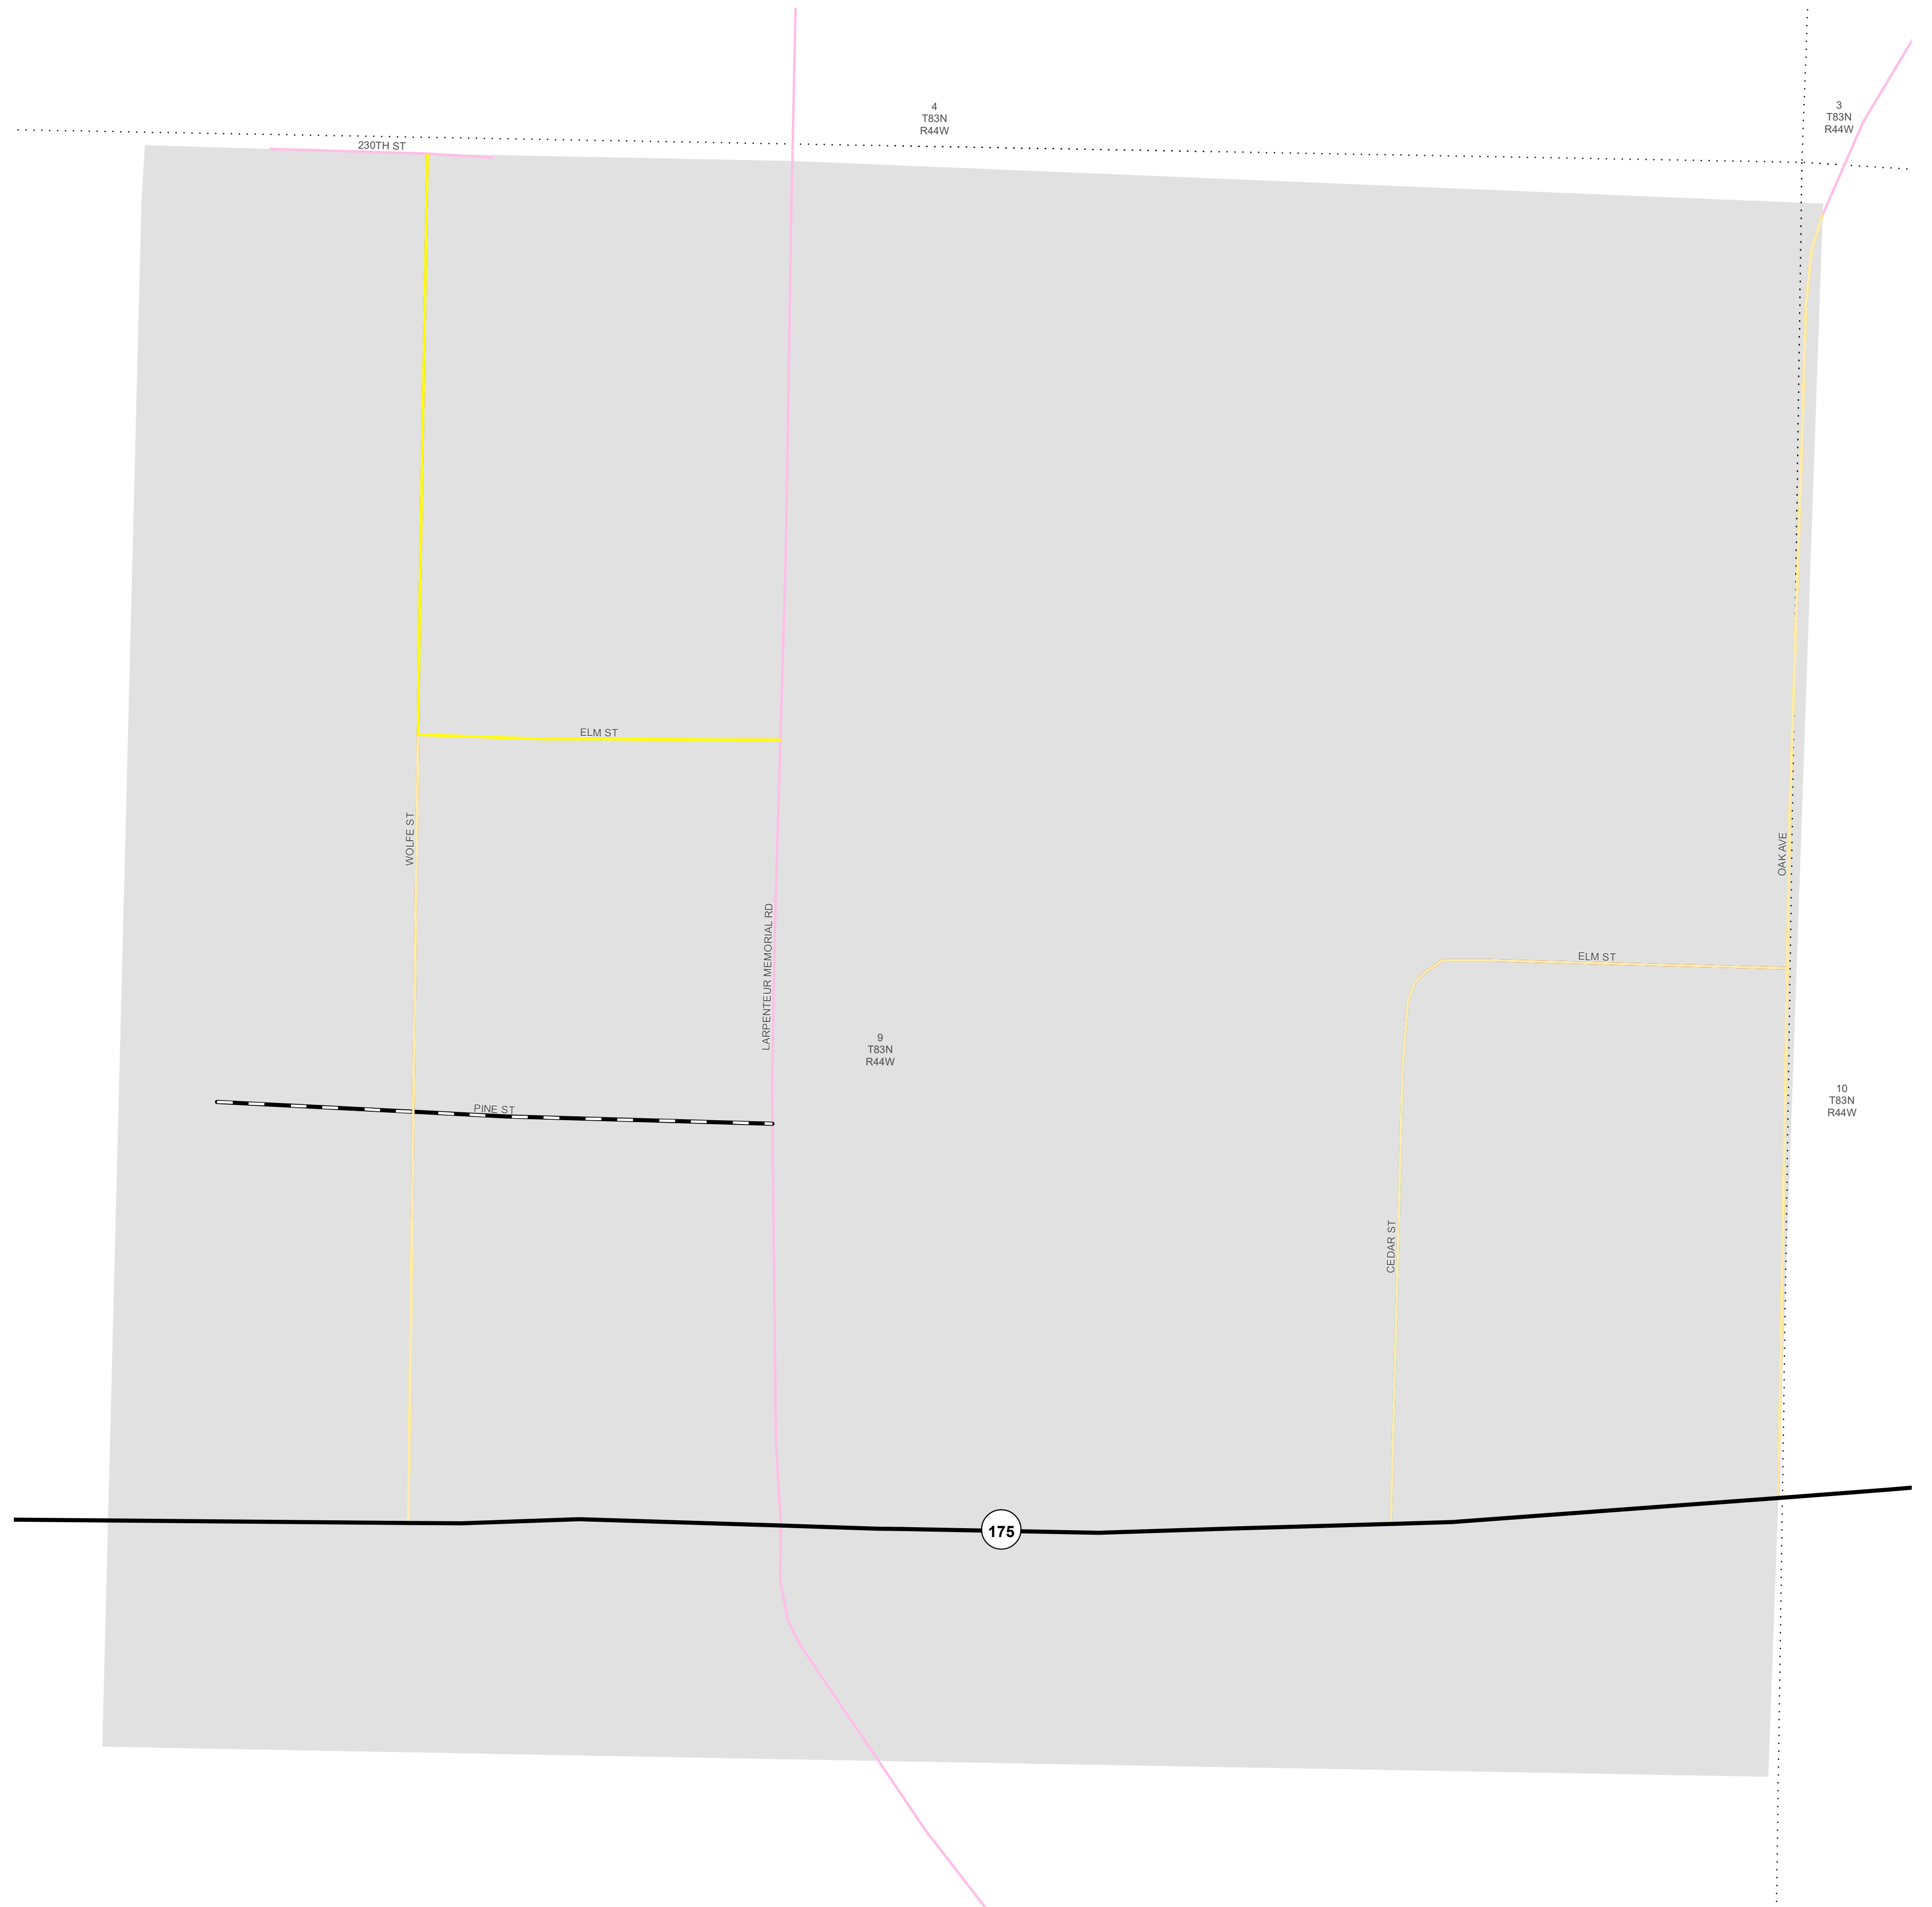 4
T83N
R44W
3
T83N
R44W
230TH ST
ELM ST
WOLFE ST
OAK AVE
LARPENTEUR MEMORIAL RD
ELM ST
9
T83N
R44W
10
T83N
R44W
PINE ST
CEDAR ST
175